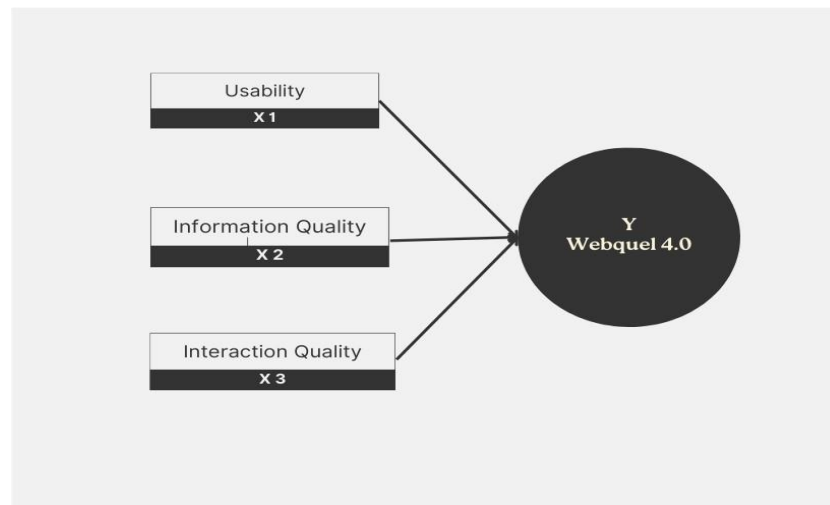 Usability
X 1
Information Quality
X 2
Interaction Quality
X 3
Y
Webquel 4.0